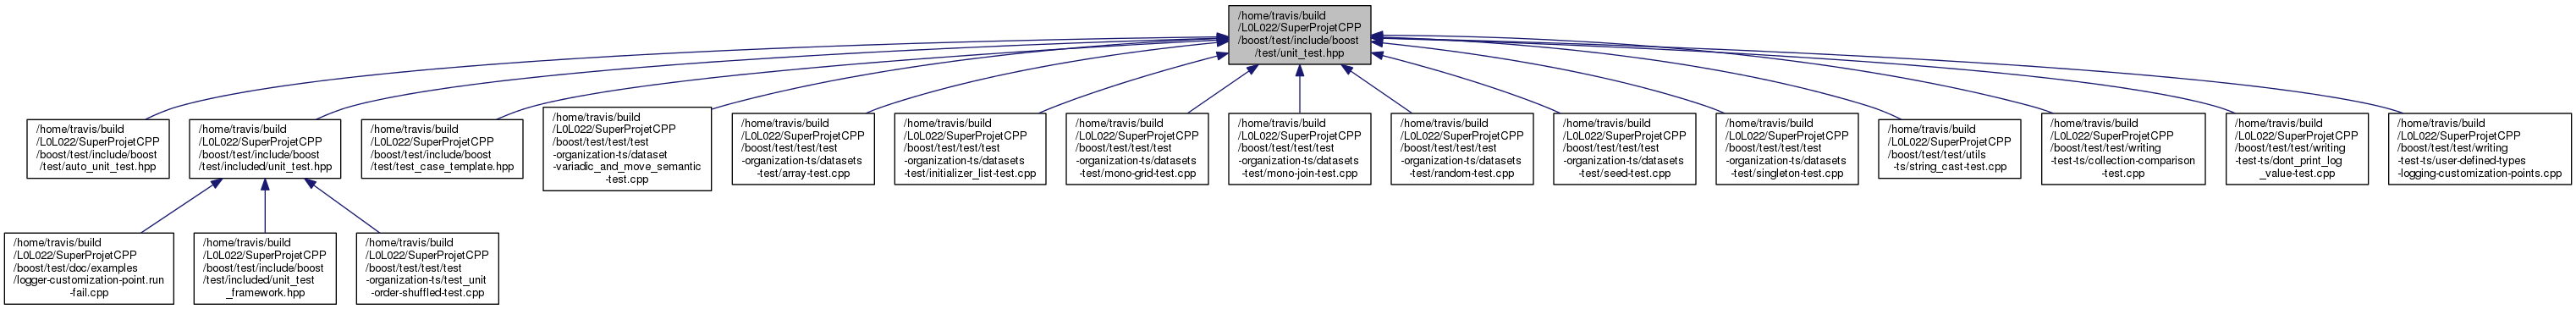 /home/travis/build
/L0L022/SuperProjetCPP
/boost/test/include/boost
/test/unit_test.hpp
/home/travis/build
/L0L022/SuperProjetCPP
/boost/test/include/boost
/test/auto_unit_test.hpp
/home/travis/build
/L0L022/SuperProjetCPP
/boost/test/include/boost
/test/included/unit_test.hpp
/home/travis/build
/L0L022/SuperProjetCPP
/boost/test/include/boost
/test/test_case_template.hpp
/home/travis/build
/L0L022/SuperProjetCPP
/boost/test/test/test
-organization-ts/dataset
-variadic_and_move_semantic
-test.cpp
/home/travis/build
/L0L022/SuperProjetCPP
/boost/test/test/test
-organization-ts/datasets
-test/array-test.cpp
/home/travis/build
/L0L022/SuperProjetCPP
/boost/test/test/test
-organization-ts/datasets
-test/initializer_list-test.cpp
/home/travis/build
/L0L022/SuperProjetCPP
/boost/test/test/test
-organization-ts/datasets
-test/mono-grid-test.cpp
/home/travis/build
/L0L022/SuperProjetCPP
/boost/test/test/test
-organization-ts/datasets
-test/mono-join-test.cpp
/home/travis/build
/L0L022/SuperProjetCPP
/boost/test/test/test
-organization-ts/datasets
-test/random-test.cpp
/home/travis/build
/L0L022/SuperProjetCPP
/boost/test/test/test
-organization-ts/datasets
-test/seed-test.cpp
/home/travis/build
/L0L022/SuperProjetCPP
/boost/test/test/test
-organization-ts/datasets
-test/singleton-test.cpp
/home/travis/build
/L0L022/SuperProjetCPP
/boost/test/test/utils
-ts/string_cast-test.cpp
/home/travis/build
/L0L022/SuperProjetCPP
/boost/test/test/writing
-test-ts/collection-comparison
-test.cpp
/home/travis/build
/L0L022/SuperProjetCPP
/boost/test/test/writing
-test-ts/dont_print_log
_value-test.cpp
/home/travis/build
/L0L022/SuperProjetCPP
/boost/test/test/writing
-test-ts/user-defined-types
-logging-customization-points.cpp
/home/travis/build
/L0L022/SuperProjetCPP
/boost/test/doc/examples
/logger-customization-point.run
-fail.cpp
/home/travis/build
/L0L022/SuperProjetCPP
/boost/test/include/boost
/test/included/unit_test
_framework.hpp
/home/travis/build
/L0L022/SuperProjetCPP
/boost/test/test/test
-organization-ts/test_unit
-order-shuffled-test.cpp